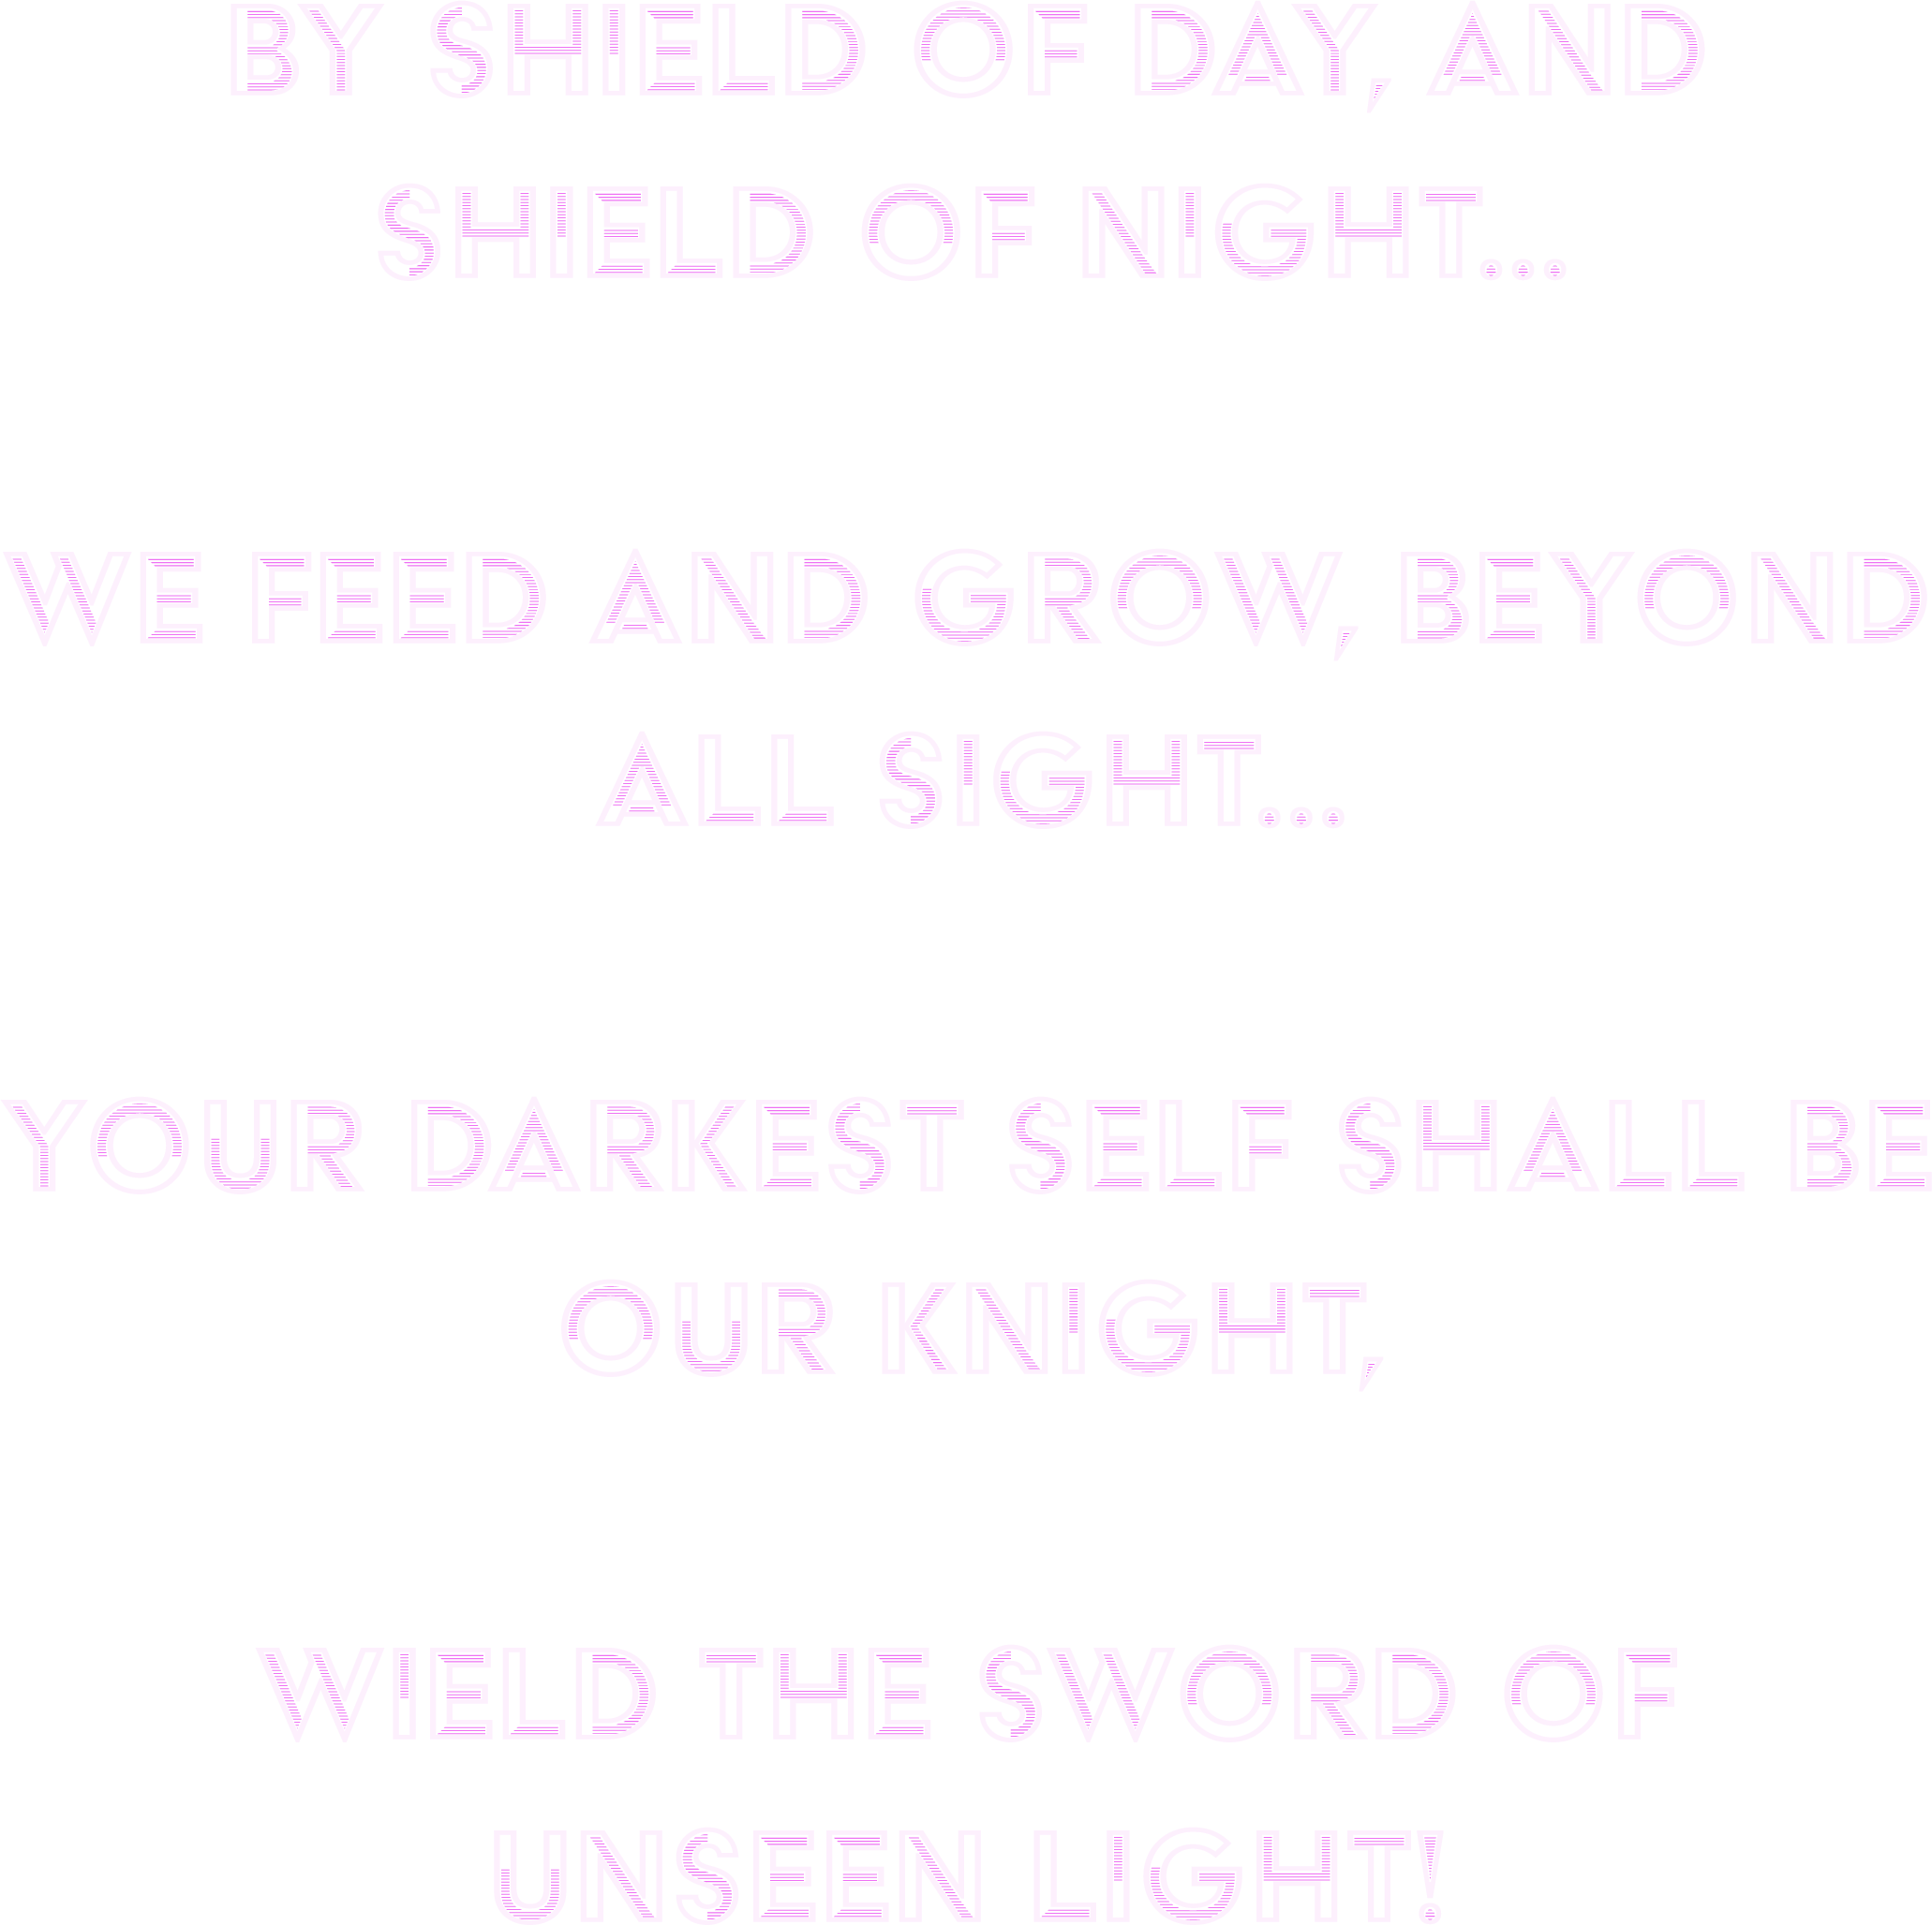 BY SHIELD OF DAY, AND
SHIELD OF NIGHT...
WE FEED AND GROW, BEYOND
ALL SIGHT...
YOUR DARKEST SELF SHALL BE
OUR KNIGHT,
WIELD THE SWORD OF
UNSEEN LIGHT!